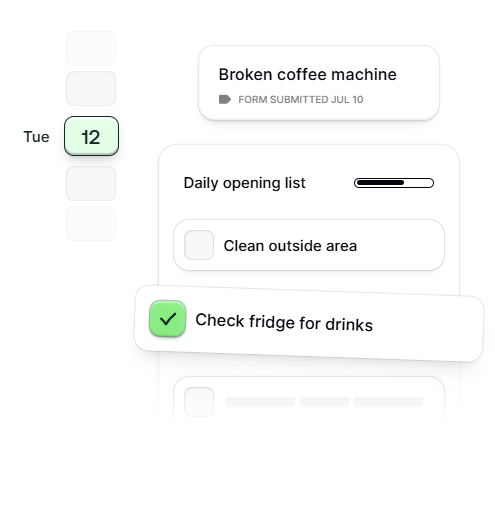 Broken coffee machine
FORM SUBMITTED JUL 10
Tue 12
Daily opening list
Clean outside area
Check fridge for drinks